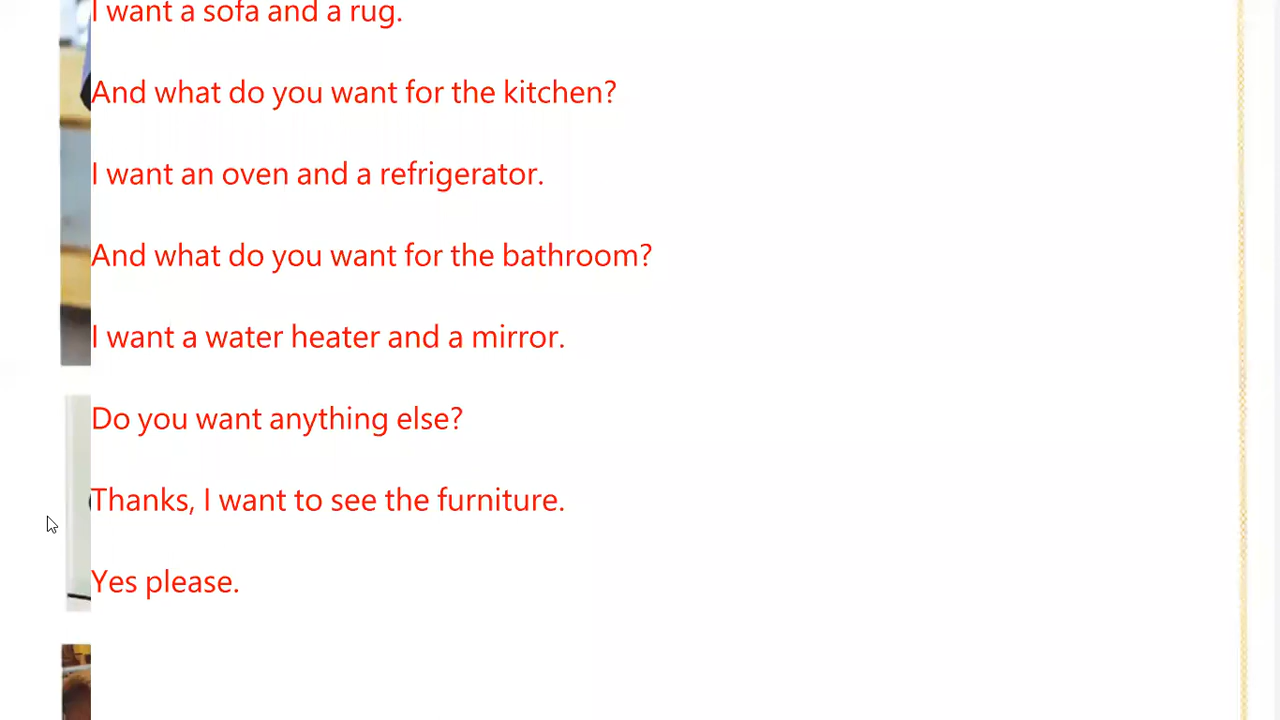 I want a sofa and a rug.
And what do you want for the kitchen?
I want an oven and a refrigerator.
And what do you want for the bathroom?
I want a water heater and a mirror.
Do you want anything else?
Thanks, I want to see the furniture.
Yes please.